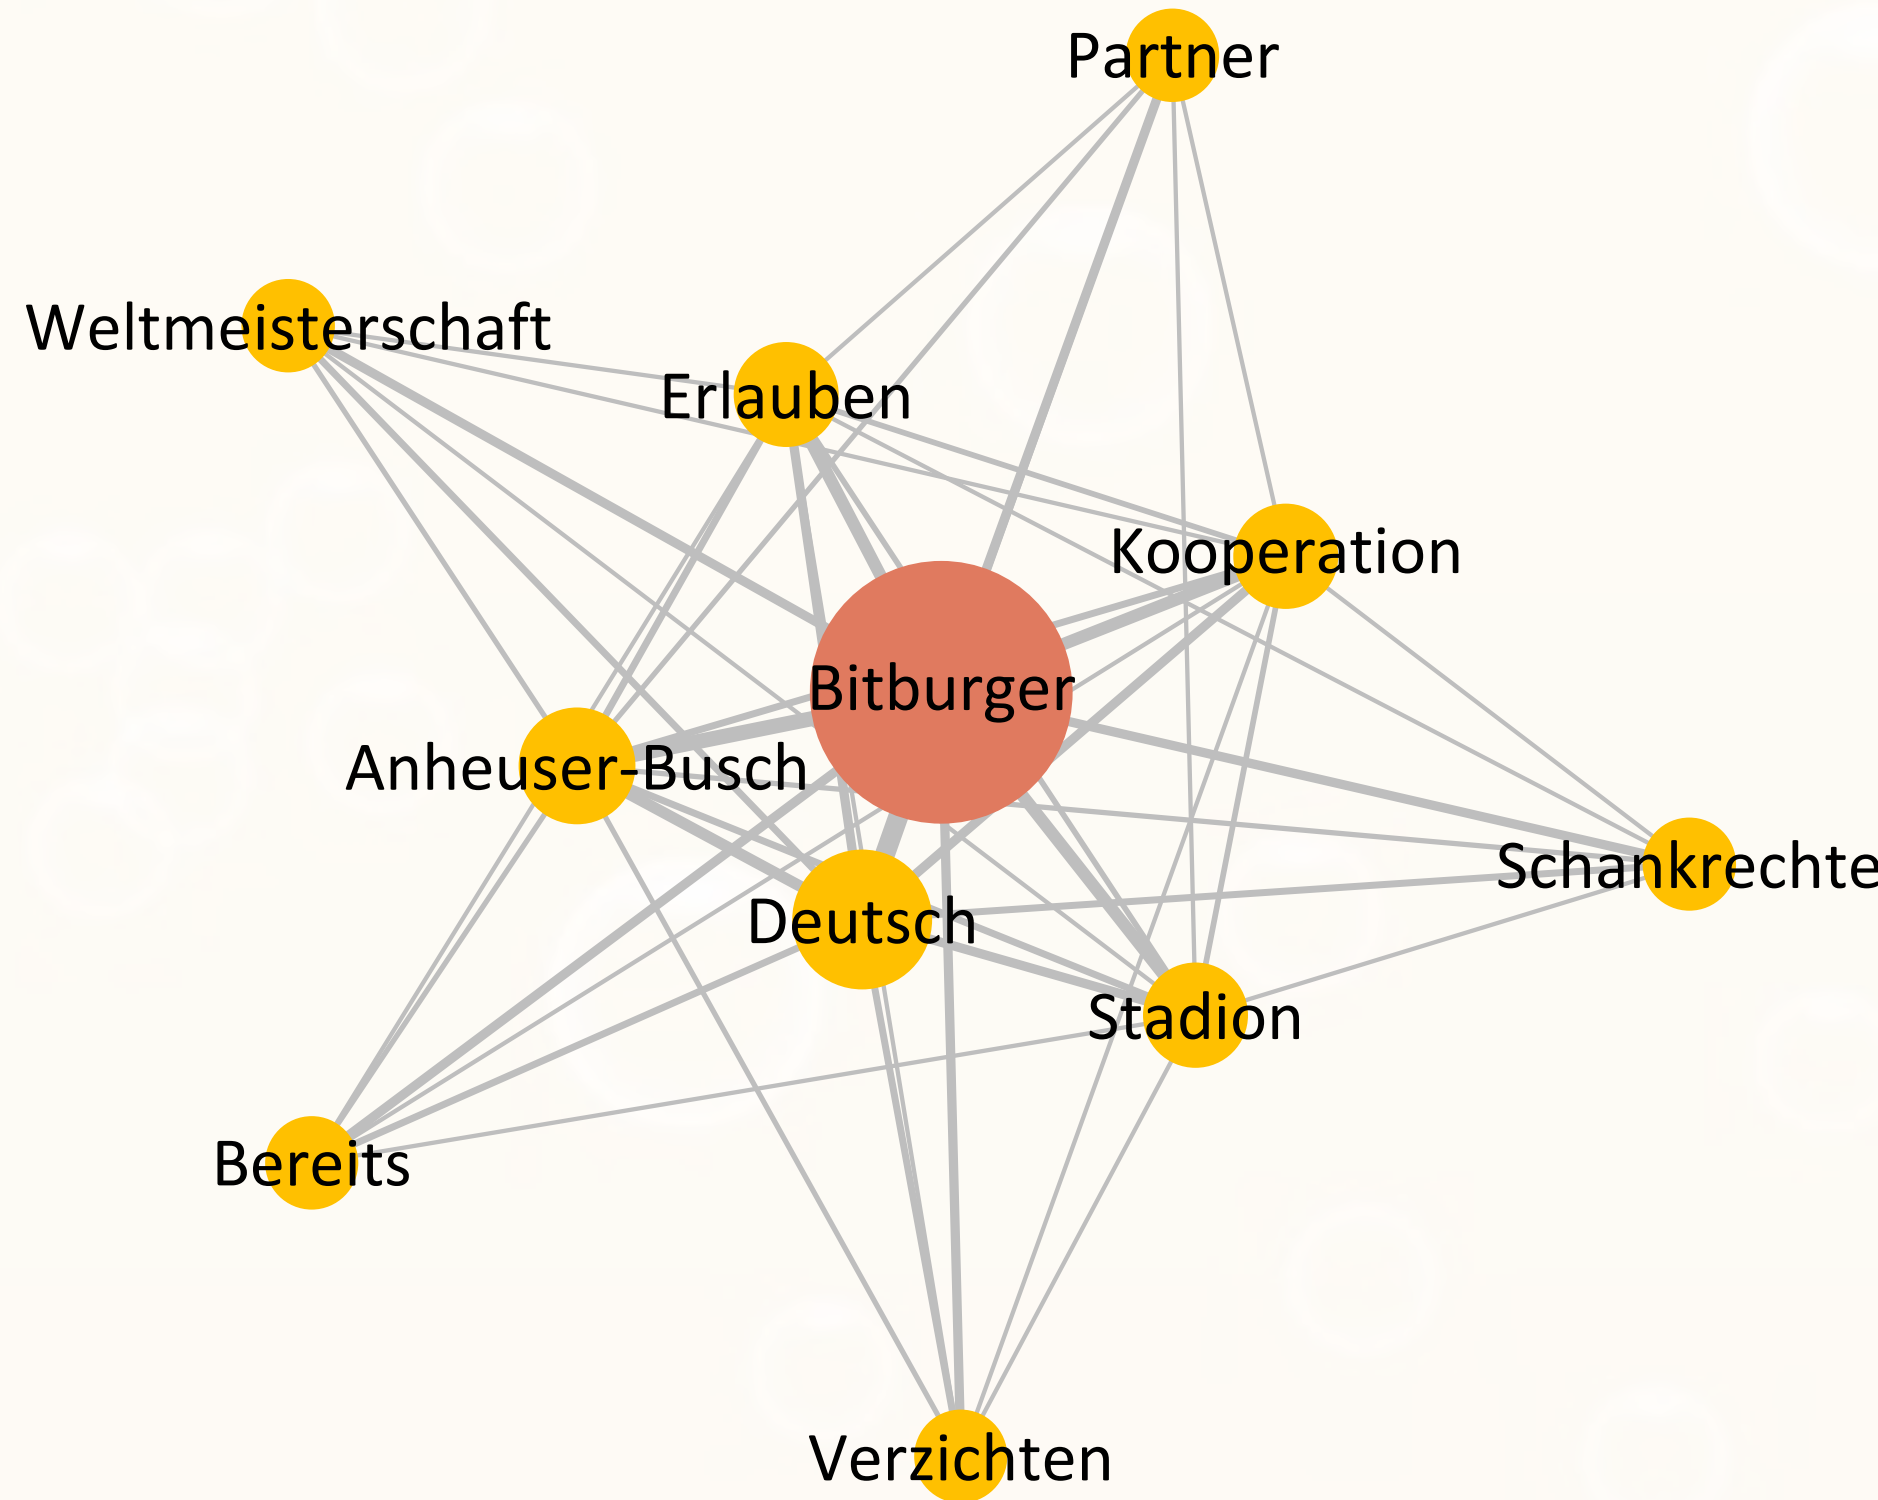 Partner
Weltmeisterschaft
Erlauben
Kooperation
Bitburger
Anheuser-Busch
Schankrechte
Deutsch
Stadion
Bereits
Verzichten